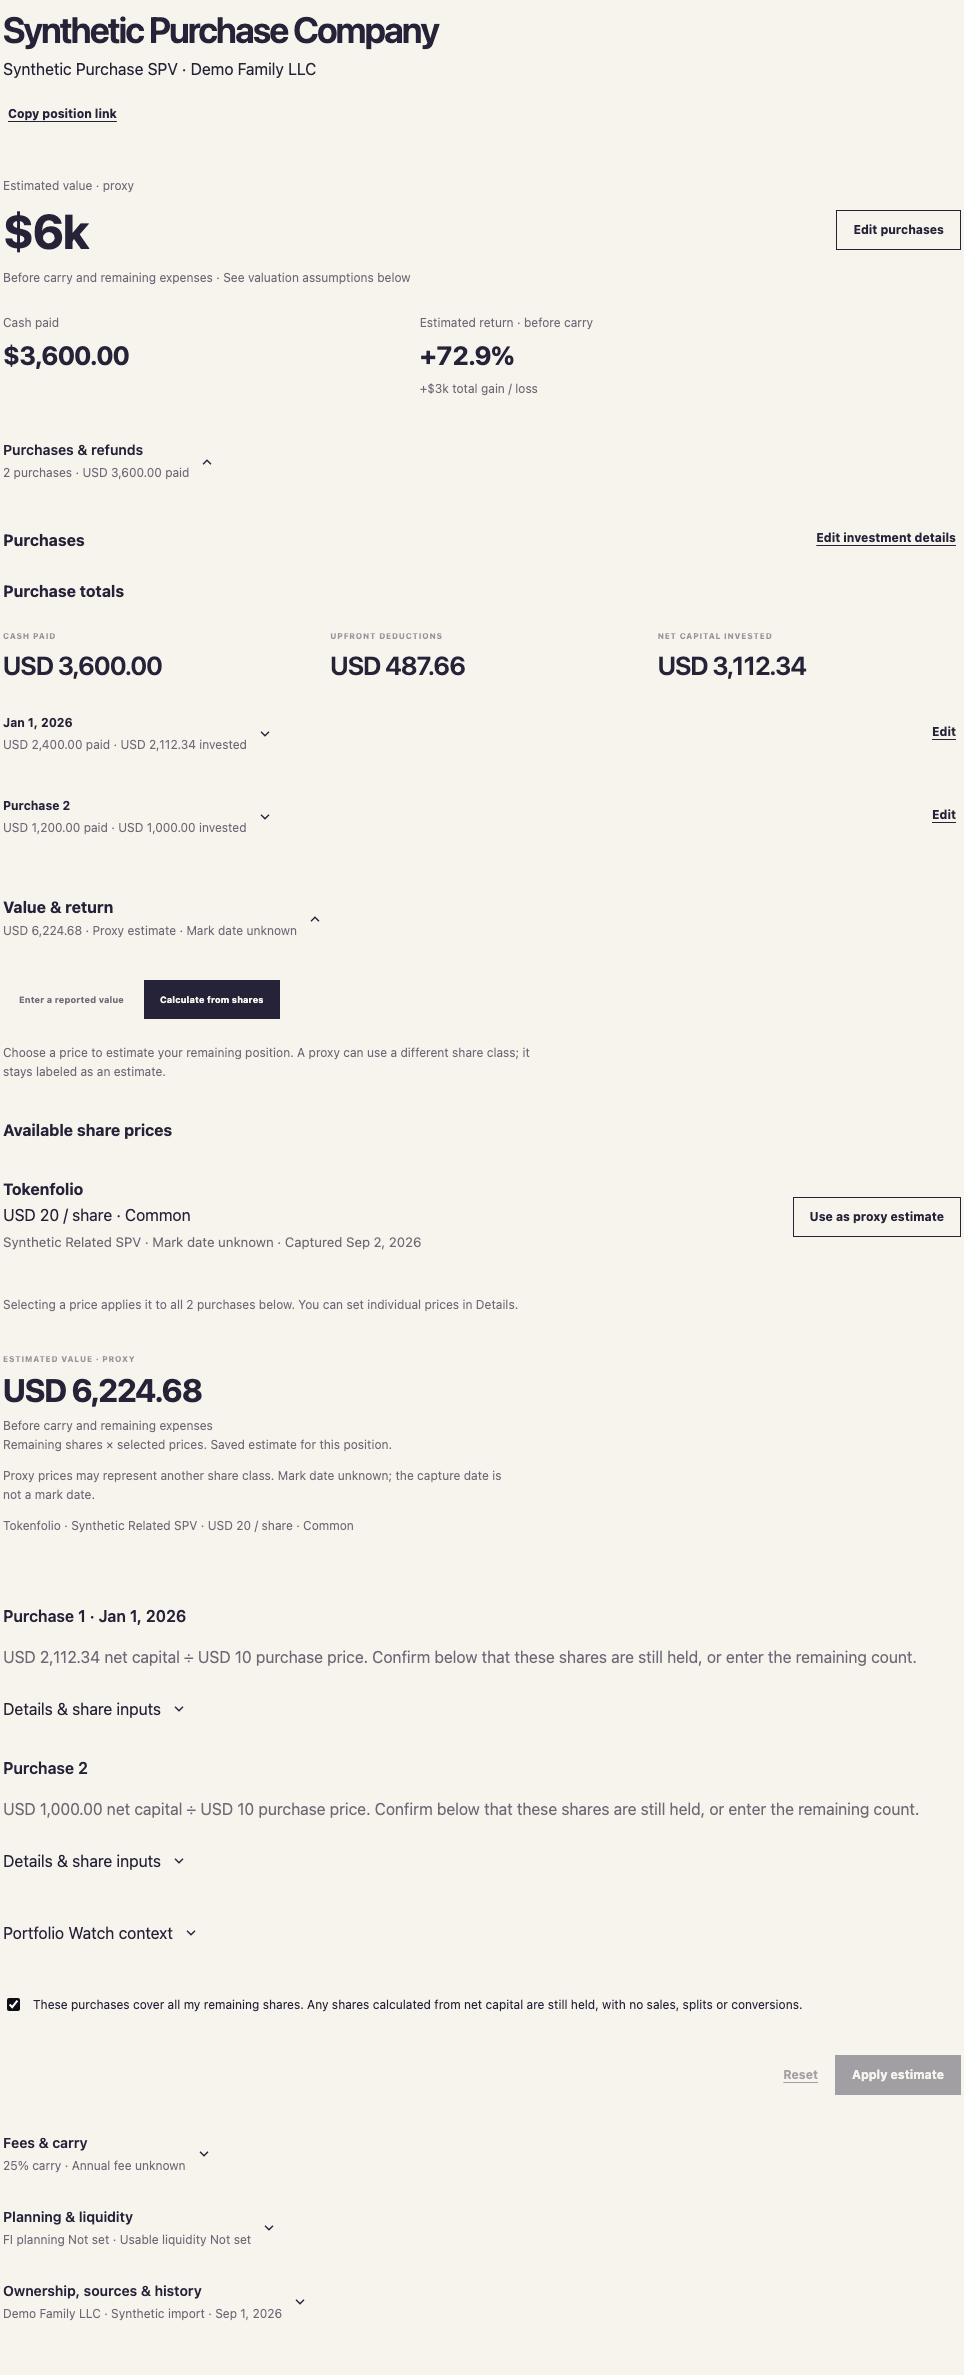 Synthetic Purchase Company
Synthetic Purchase SPV · Demo Family LLC
Copy position link
Estimated value · proxy
$6k
Edit purchases
Before carry and remaining expenses · See valuation assumptions below
Cash paid
Estimated return · before carry
$3,600.00
+72.9%
+$3k total gain / loss
Purchases & refunds
2 purchases · USD 3,600.00 paid
Purchases
Edit investment details
Purchase totals
CASH PAID
UPFRONT DEDUCTIONS
NET CAPITAL INVESTED
USD 3,600.00
USD 487.66
USD 3,112.34
Jan 1, 2026
USD 2,400.00 paid · USD 2,112.34 invested
Edit
Purchase 2
USD 1,200.00 paid · USD 1,000.00 invested
Edit
Value & return
USD 6,224.68 · Proxy estimate · Mark date unknown
Enter a reported value
Calculate from shares
Choose a price to estimate your remaining position. A proxy can use a different share class; it
stays labeled as an estimate.
Available share prices
Tokenfolio
USD 20 / share · Common
Use as proxy estimate
Synthetic Related SPV · Mark date unknown · Captured Sep 2, 2026
Selecting a price applies it to all 2 purchases below. You can set individual prices in Details.
ESTIMATED VALUE · PROXY
USD 6,224.68
Before carry and remaining expenses
Remaining shares × selected prices. Saved estimate for this position.
Proxy prices may represent another share class. Mark date unknown; the capture date is
not a mark date.
Tokenfolio · Synthetic Related SPV · USD 20 / share · Common
Purchase 1 · Jan 1, 2026
USD 2,112.34 net capital ÷ USD 10 purchase price. Confirm below that these shares are still held, or enter the remaining count.
Details & share inputs
Purchase 2
USD 1,000.00 net capital ÷ USD 10 purchase price. Confirm below that these shares are still held, or enter the remaining count.
Details & share inputs
Portfolio Watch context
These purchases cover all my remaining shares. Any shares calculated from net capital are still held, with no sales, splits or conversions.
Reset
Apply estimate
Fees & carry
25% carry · Annual fee unknown
Planning & liquidity
FI planning Not set · Usable liquidity Not set
Ownership, sources & history
Demo Family LLC · Synthetic import · Sep 1, 2026